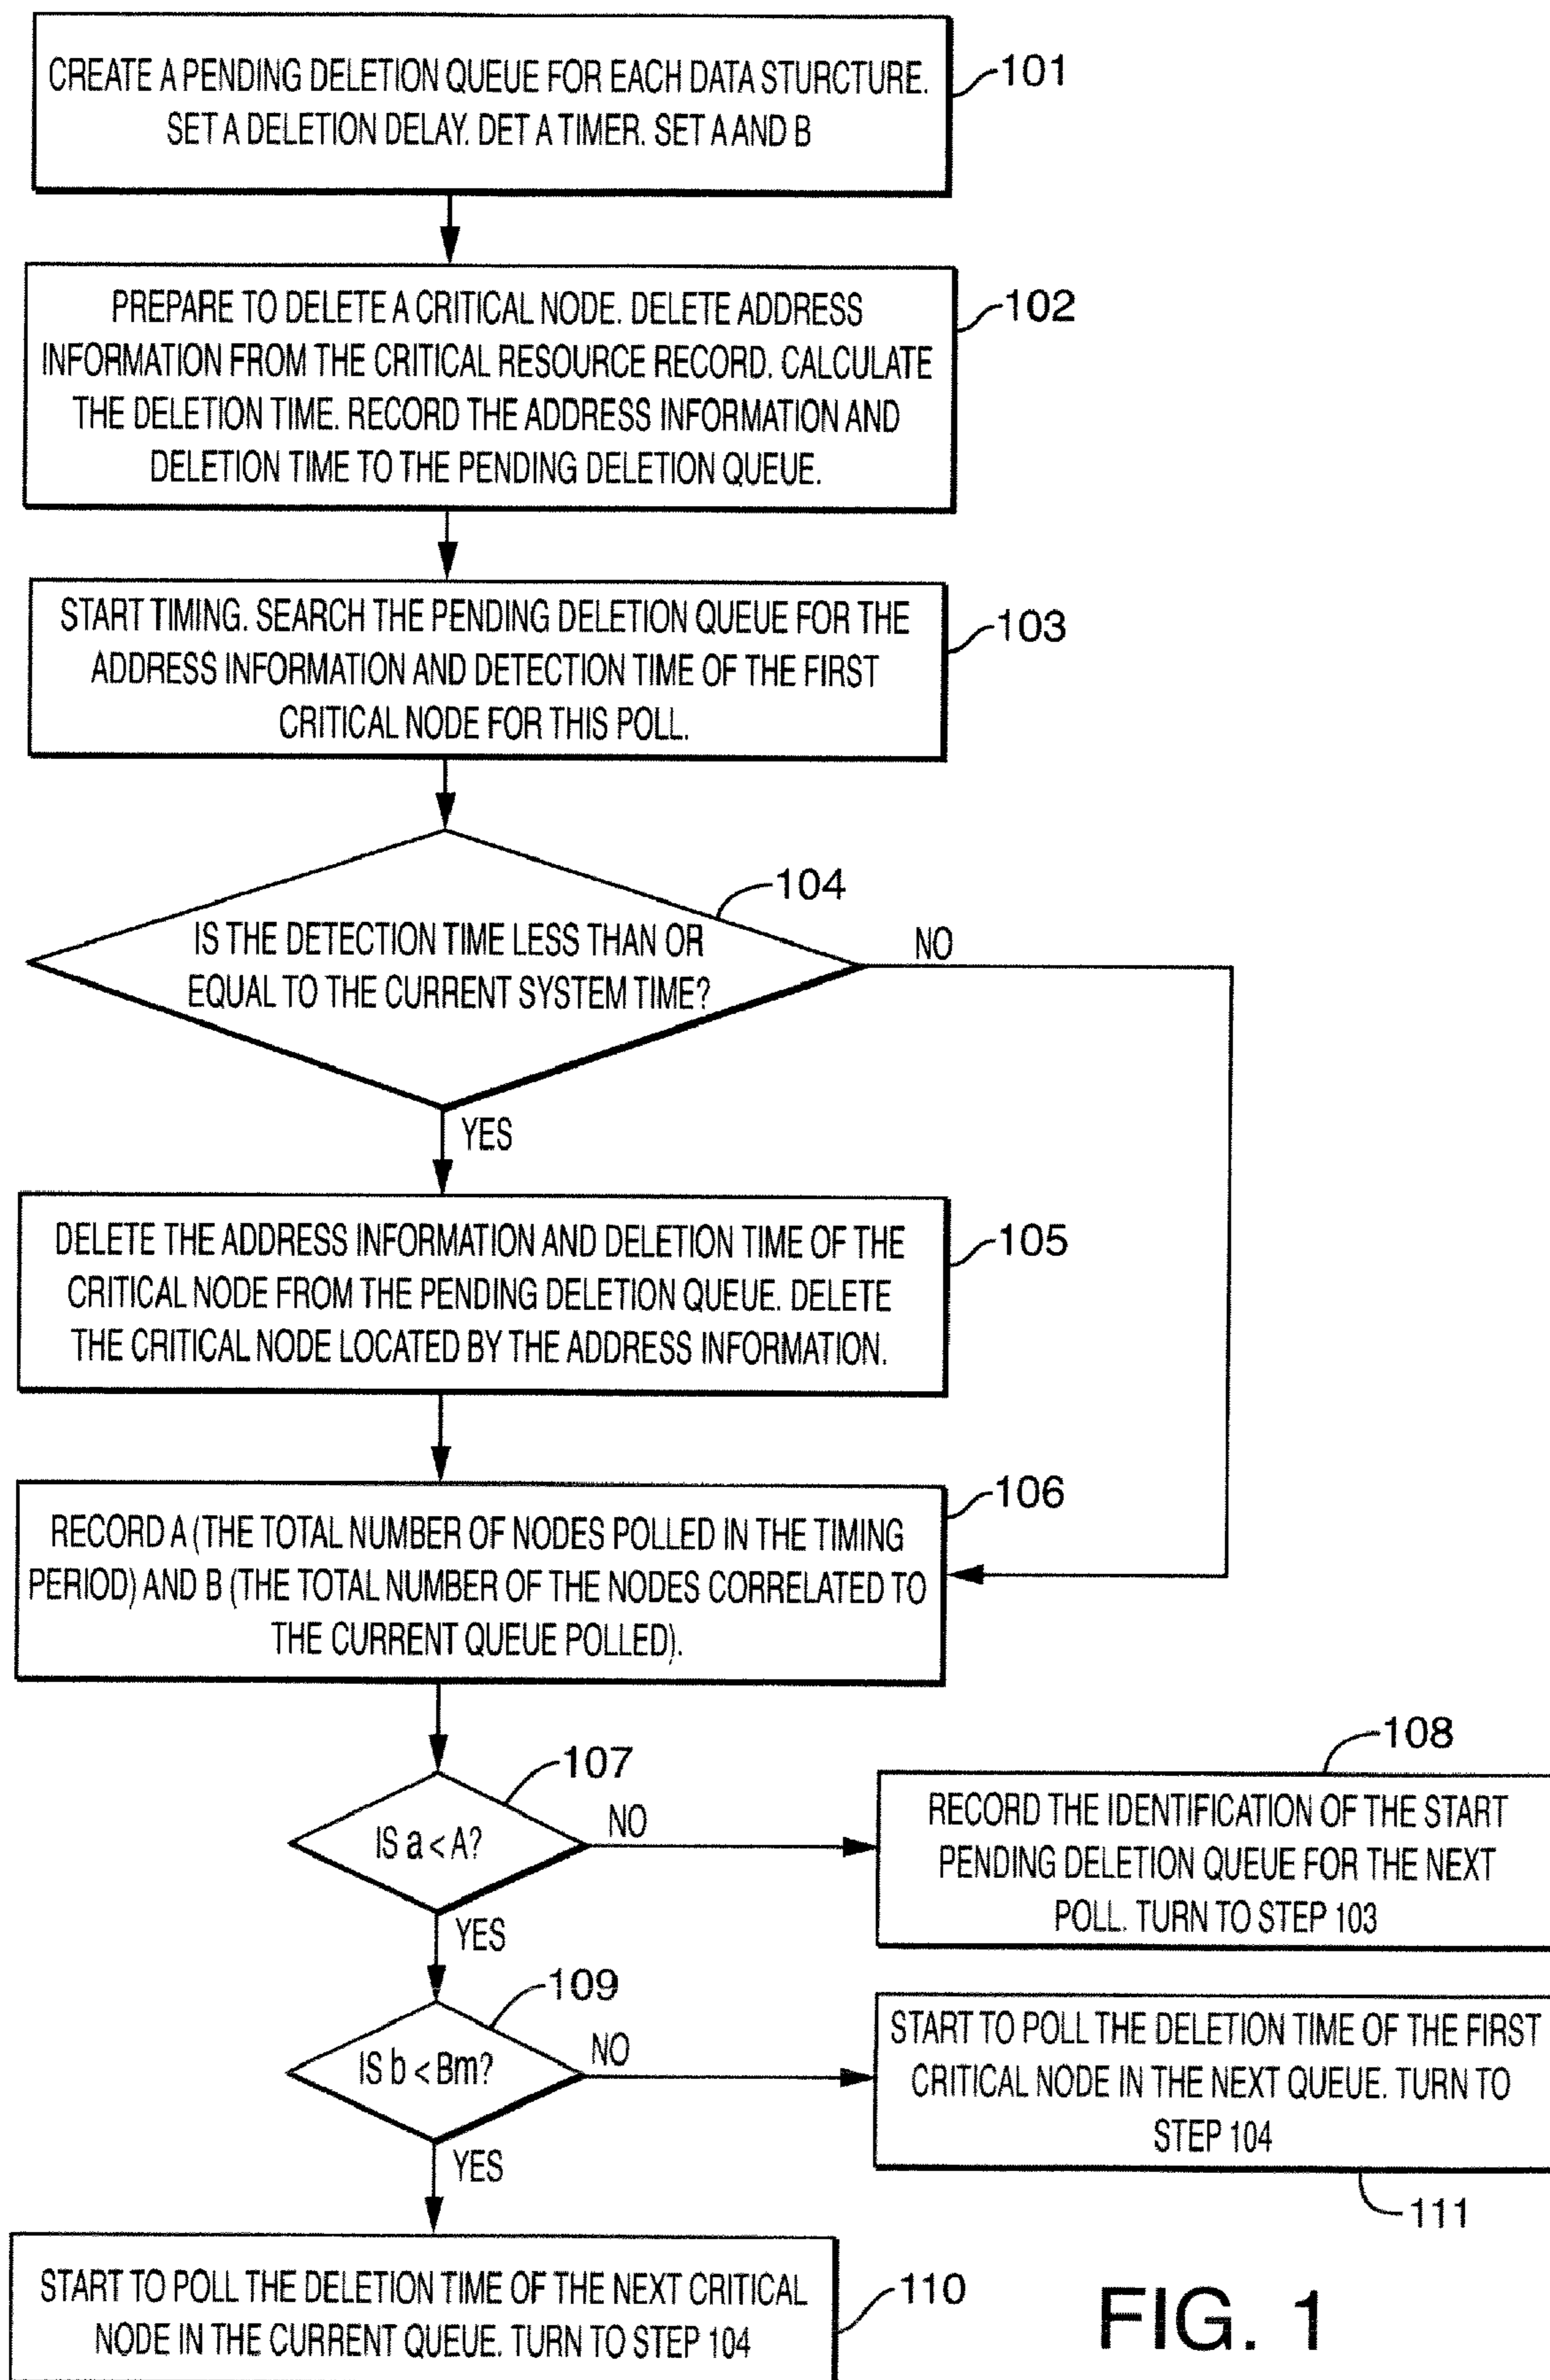 CREATE A PENDING DELETION QUEUE FOR EACH DATA STURCTURE.
SET A DELETION DELAY. DET A TIMER. SET A AND B
101
PREPARE TO DELETE A CRITICAL NODE. DELETE ADDRESS
INFORMATION FROM THE CRITICAL RESOURCE RECORD. CALCULATE
THE DELETION TIME. RECORD THE ADDRESS INFORMATION AND
DELETION TIME TO THE PENDING DELETION QUEUE.
102
START TIMING. SEARCH THE PENDING DELETION QUEUE FOR THE
ADDRESS INFORMATION AND DETECTION TIME OF THE FIRST
CRITICAL NODE FOR THIS POLL.
103
104
IS THE DETECTION TIME LESS THAN OR
EQUAL TO THE CURRENT SYSTEM TIME?
NO
YES
DELETE THE ADDRESS INFORMATION AND DELETION TIME OF THE
CRITICAL NODE FROM THE PENDING DELETION QUEUE. DELETE
THE CRITICAL NODE LOCATED BY THE ADDRESS INFORMATION.
105
RECORD A (THE TOTAL NUMBER OF NODES POLLED IN THE TIMING
PERIOD) AND B (THE TOTAL NUMBER OF THE NODES CORRELATED TO
THE CURRENT QUEUE POLLED).
106
107
IS a < A?
NO
YES
108
RECORD THE IDENTIFICATION OF THE START
PENDING DELETION QUEUE FOR THE NEXT
POLL. TURN TO STEP 103
109
IS b < Bm?
NO
YES
START TO POLL THE DELETION TIME OF THE FIRST
CRITICAL NODE IN THE NEXT QUEUE. TURN TO
STEP 104
111
START TO POLL THE DELETION TIME OF THE NEXT CRITICAL
NODE IN THE CURRENT QUEUE. TURN TO STEP 104
110
FIG. 1